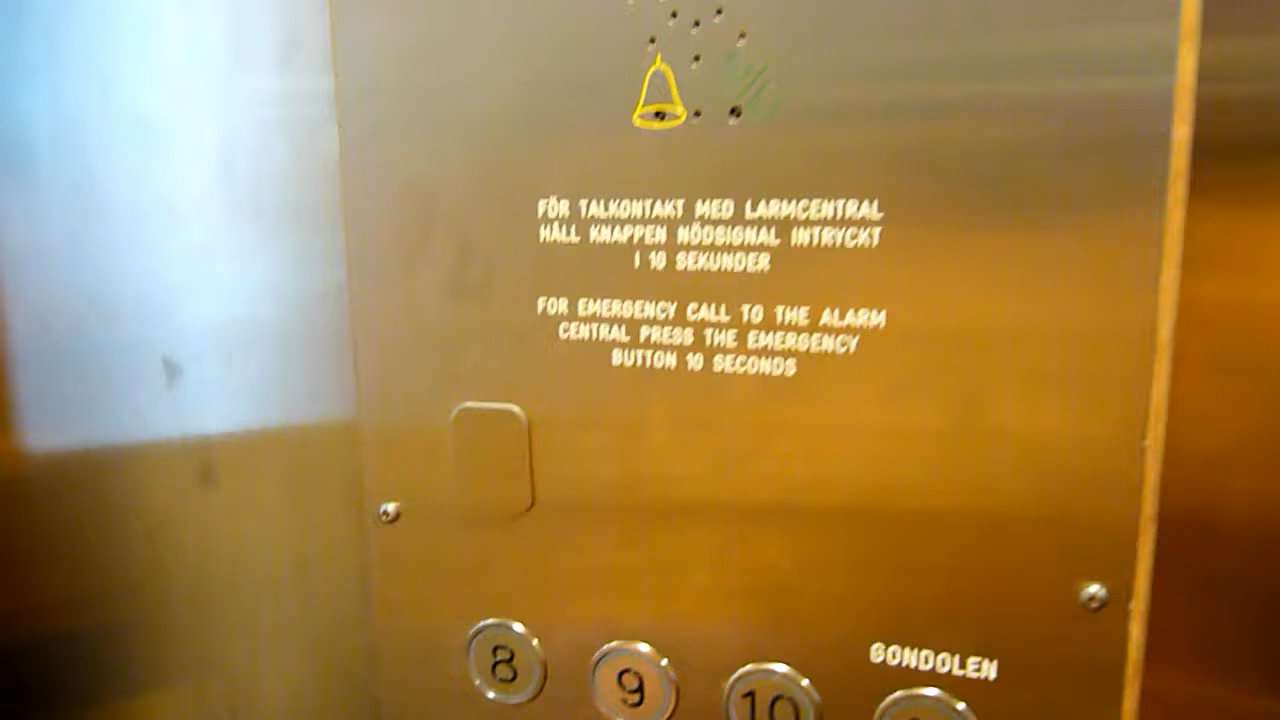 FÖR TALKONTAKT MED LARMCENTRAL
HÅLL KNAPPEN NÖDSIGNAL INTRYCKT
I 10 SEKUNDER
FOR EMERGENCY CALL TO THE ALARM
CENTRAL PRESS THE EMERGENCY
BUTTON 10 SECONDS
GONDOLEN
8 9 10